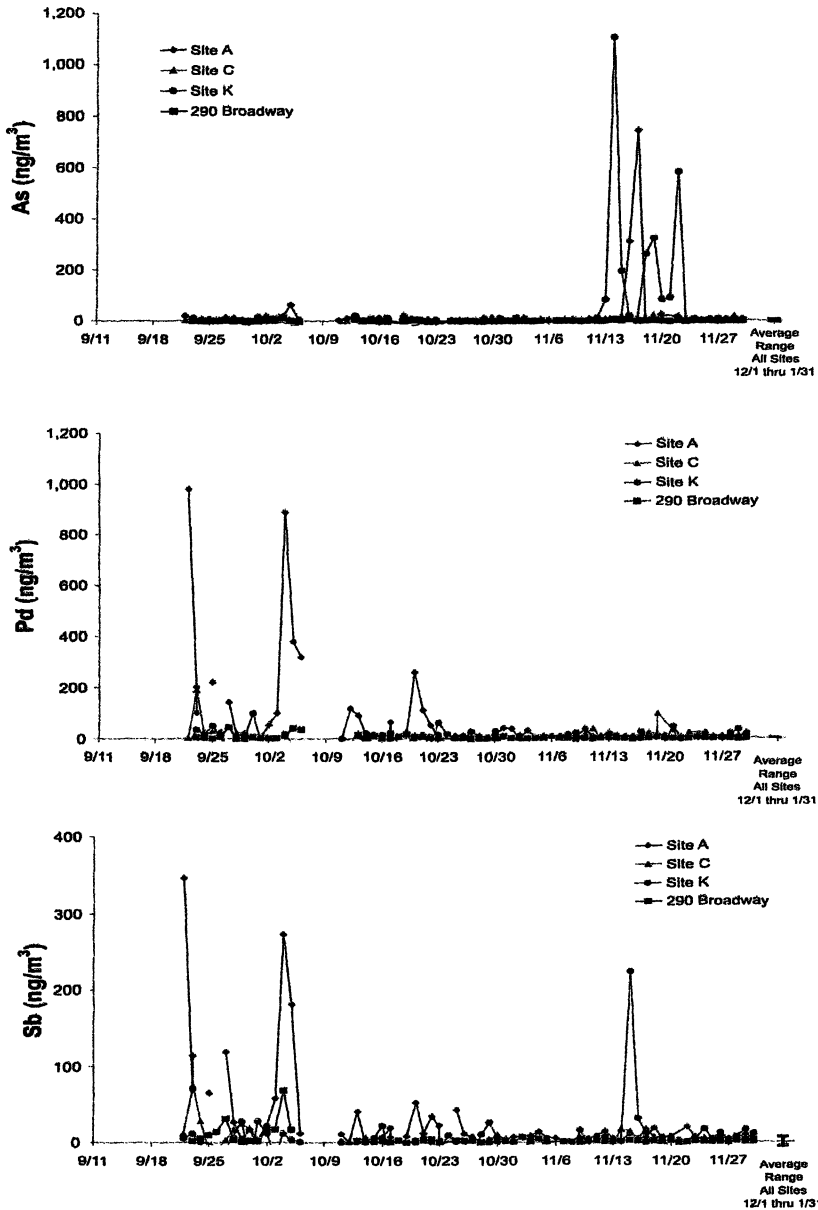 1,200
1,000
800
600
400
200
0
As (ng/m³)
Site A
Site C
Site K
290 Broadway
9/11 9/18 9/25 10/2 10/9 10/16 10/23 10/30 11/6 11/13 11/20 11/27
Average
Range
All Sites
12/1 thru 1/31
1,200
1,000
800
600
400
200
0
Pd (ng/m³)
Site A
Site C
Site K
290 Broadway
9/11 9/18 9/25 10/2 10/9 10/16 10/23 10/30 11/6 11/13 11/20 11/27
Average
Range
All Sites
12/1 thru 1/31
400
300
200
100
0
Sb (ng/m³)
Site A
Site C
Site K
290 Broadway
9/11 9/18 9/25 10/2 10/9 10/16 10/23 10/30 11/6 11/13 11/20 11/27
Average
Range
All Sites
12/1 thru 1/31